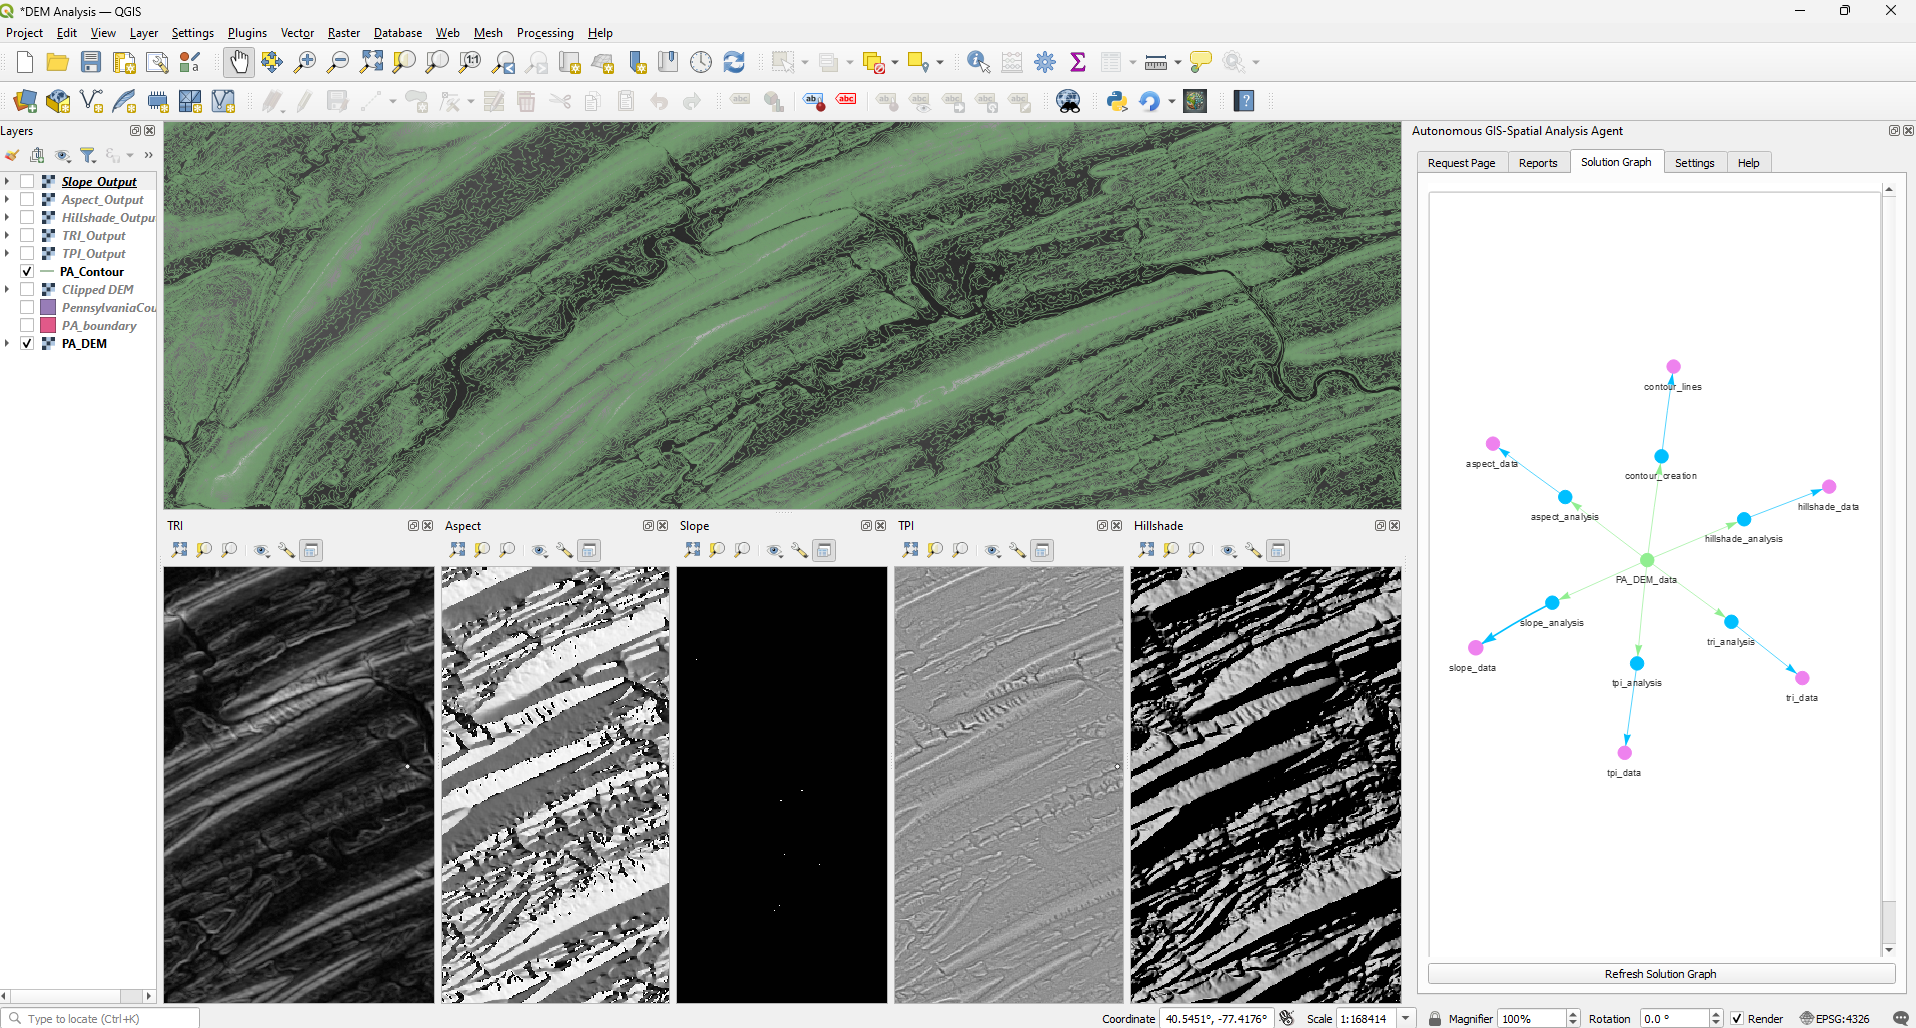 *DEM Analysis — QGIS
Project Edit View Layer Settings Plugins Vector Raster Database Web Mesh Processing Help
Layers
Slope_Output
Aspect_Output
Hillshade_Outpu
TRI_Output
TPI_Output
PA_Contour
Clipped DEM
PennsylvaniaCou
PA_boundary
PA_DEM
TRI
Aspect
Slope
TPI
Hillshade
Autonomous GIS-Spatial Analysis Agent
Request Page Reports Solution Graph Settings Help
contour_lines
aspect_data
contour_creation
hillshade_data
aspect_analysis
hillshade_analysis
PA_DEM_data
slope_analysis
tri_analysis
slope_data
tpi_analysis
tri_data
tpi_data
Refresh Solution Graph
Type to locate (Ctrl+K)
Coordinate 40.5451°, -77.4176° Scale 1:168414 Magnifier 100% Rotation 0.0 ° Render EPSG:4326